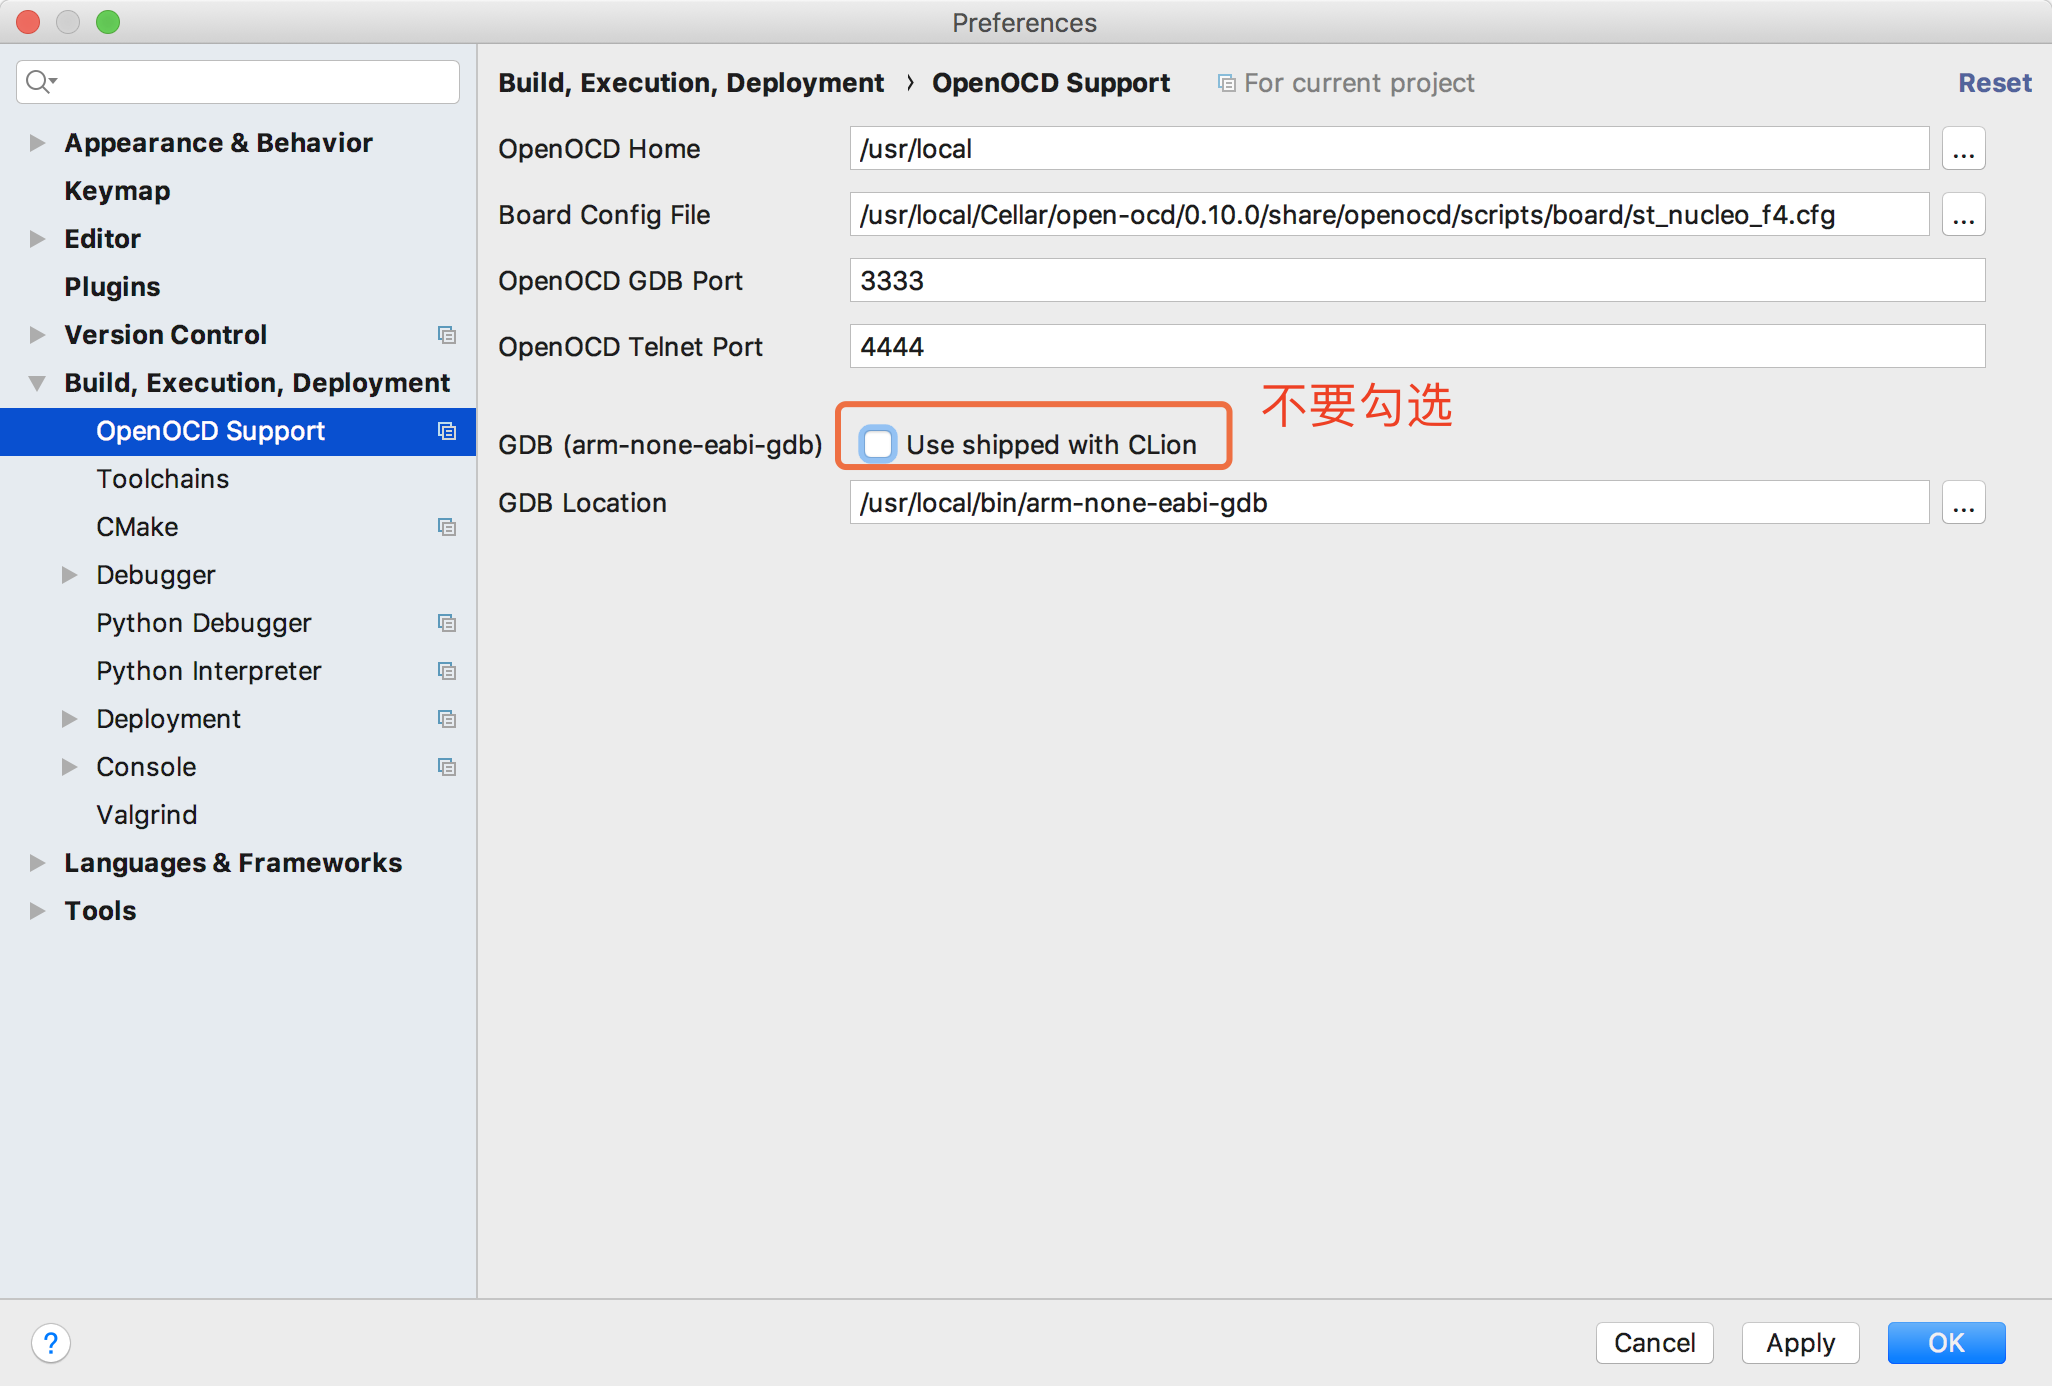 Preferences
Appearance & Behavior
Keymap
Editor
Plugins
Version Control
Build, Execution, Deployment
OpenOCD Support
Toolchains
CMake
Debugger
Python Debugger
Python Interpreter
Deployment
Console
Valgrind
Languages & Frameworks
Tools
Build, Execution, Deployment › OpenOCD Support For current project Reset
OpenOCD Home /usr/local ...
Board Config File /usr/local/Cellar/open-ocd/0.10.0/share/openocd/scripts/board/st_nucleo_f4.cfg ...
OpenOCD GDB Port 3333
OpenOCD Telnet Port 4444
不要勾选
GDB (arm-none-eabi-gdb) Use shipped with CLion
GDB Location /usr/local/bin/arm-none-eabi-gdb ...
? Cancel Apply OK